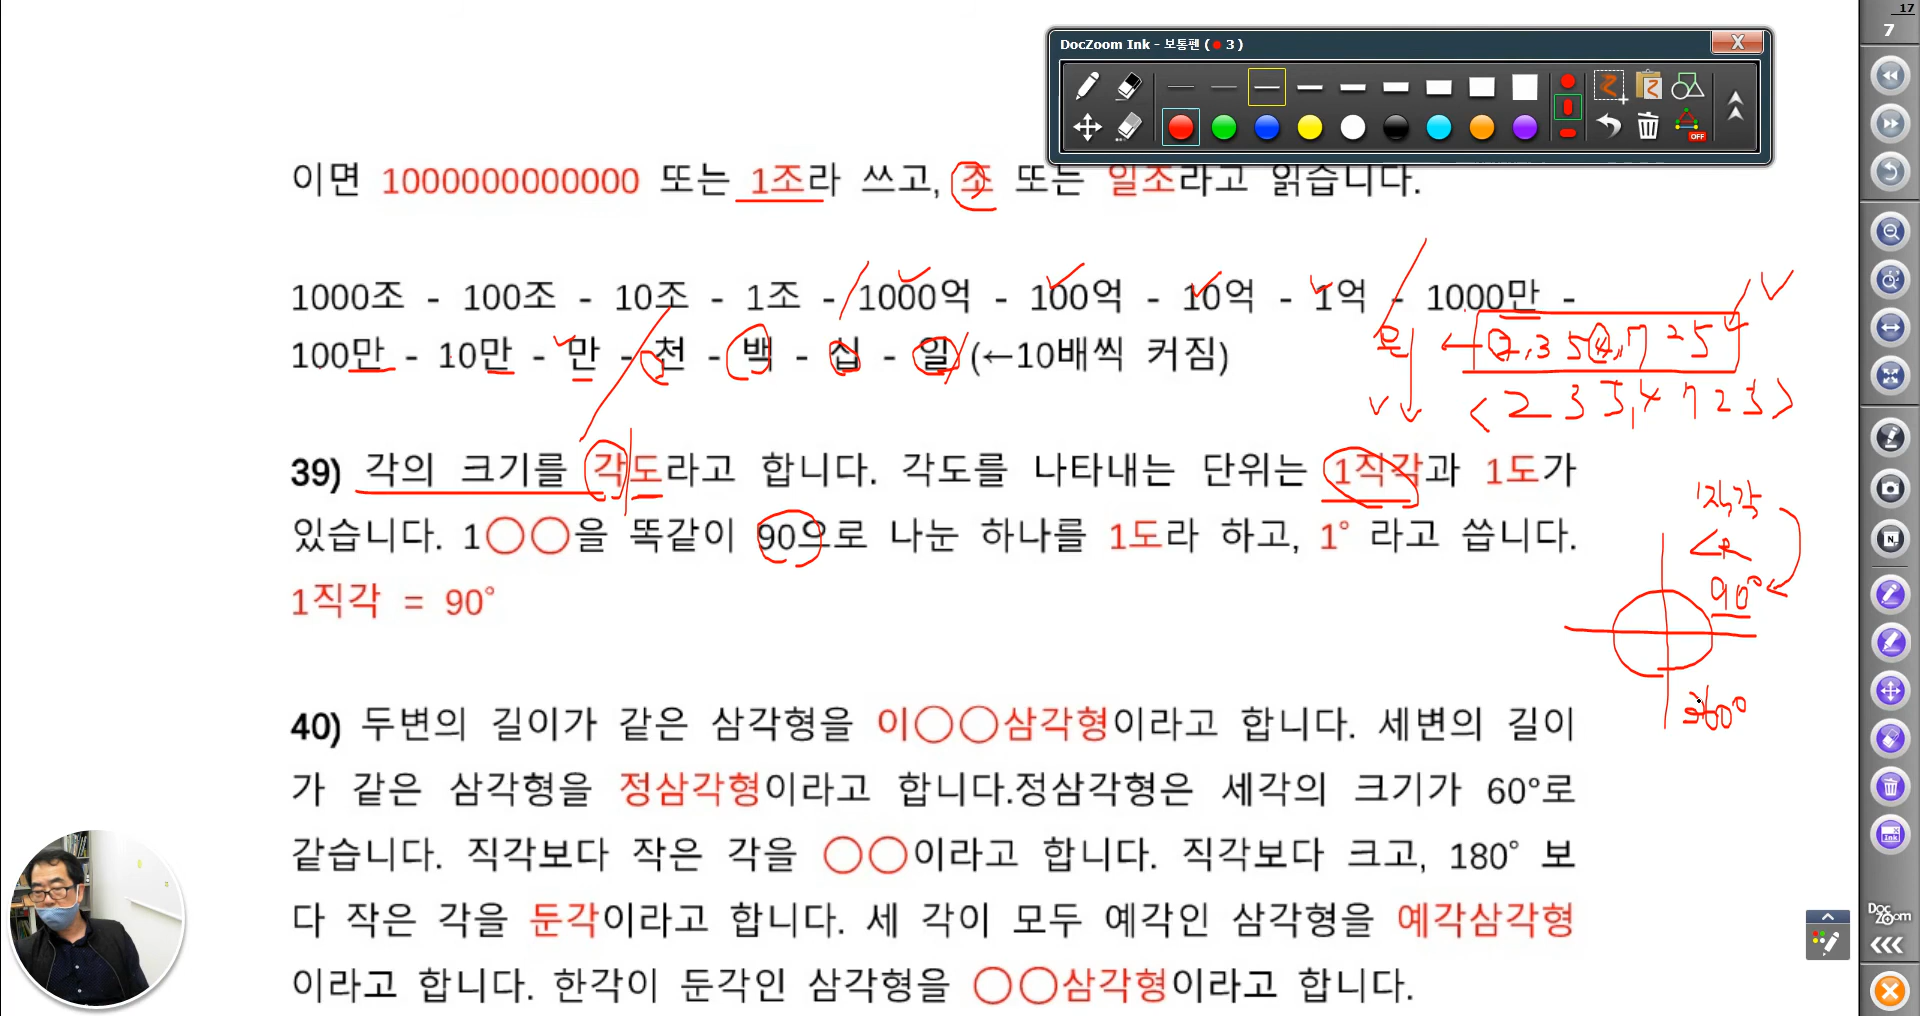 17
7
DocZoom Ink - 보통펜 ( 3 )
OFF
이면 1000000000000 또는 1조라 쓰고, 조 또는 일조라고 읽습니다.
1000조 - 100조 - 10조 - 1조 - 1000억 - 100억 - 10억 - 1억 - 1000만 -
100만 - 10만 - 만 - 천 - 백 - 십 - 일 (←10배씩 커짐)
39) 각의 크기를 각도라고 합니다. 각도를 나타내는 단위는 1직각과 1도가
있습니다. 1○○을 똑같이 90으로 나눈 하나를 1도라 하고, 1° 라고 씁니다.
1직각 = 90°
1직각
90°
360°
40) 두변의 길이가 같은 삼각형을 이○○삼각형이라고 합니다. 세변의 길이
가 같은 삼각형을 정삼각형이라고 합니다.정삼각형은 세각의 크기가 60°로
같습니다. 직각보다 작은 각을 ○○이라고 합니다. 직각보다 크고, 180° 보
다 작은 각을 둔각이라고 합니다. 세 각이 모두 예각인 삼각형을 예각삼각형
이라고 합니다. 한각이 둔각인 삼각형을 ○○삼각형이라고 합니다.
Doc Zoom